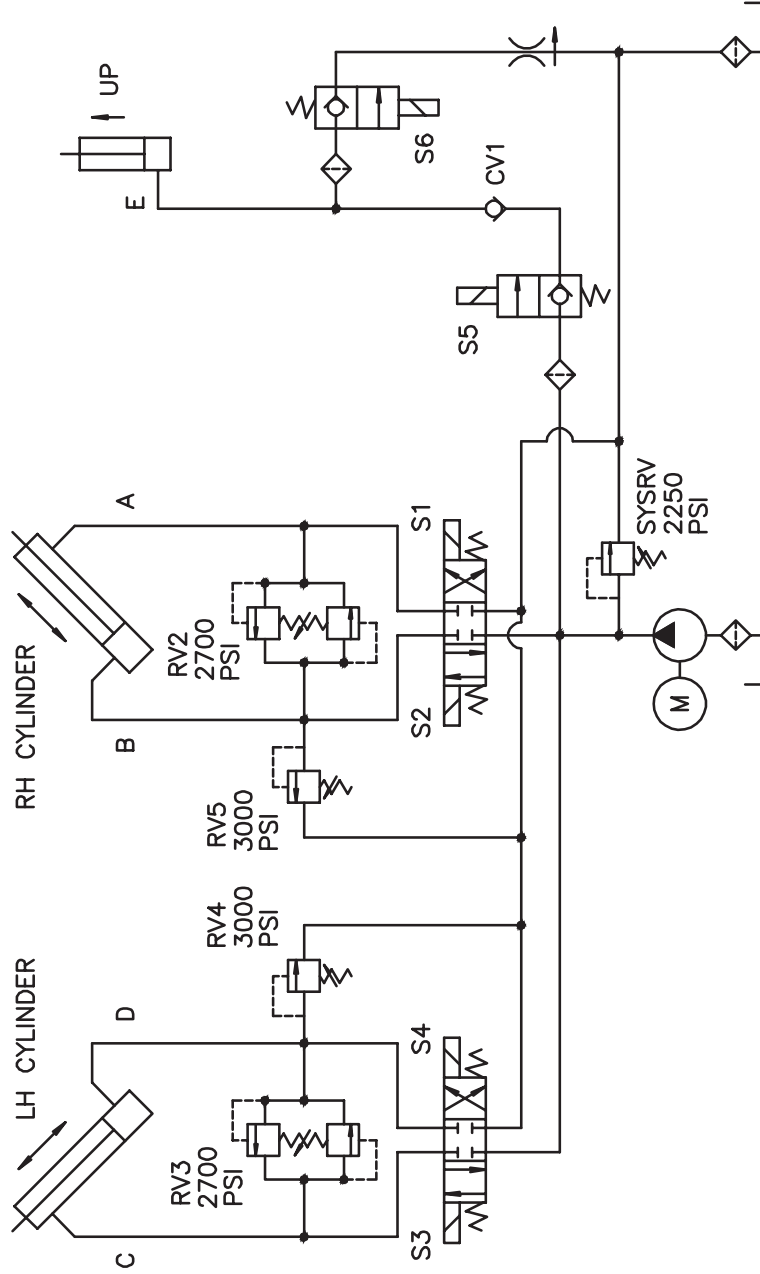 LH CYLINDER
RH CYLINDER
UP
C
D
B
A
E
RV3
2700
PSI
RV4
3000
PSI
RV5
3000
PSI
RV2
2700
PSI
S3
S4
S2
S1
S5
CV1
S6
M
SYSRV
2250
PSI